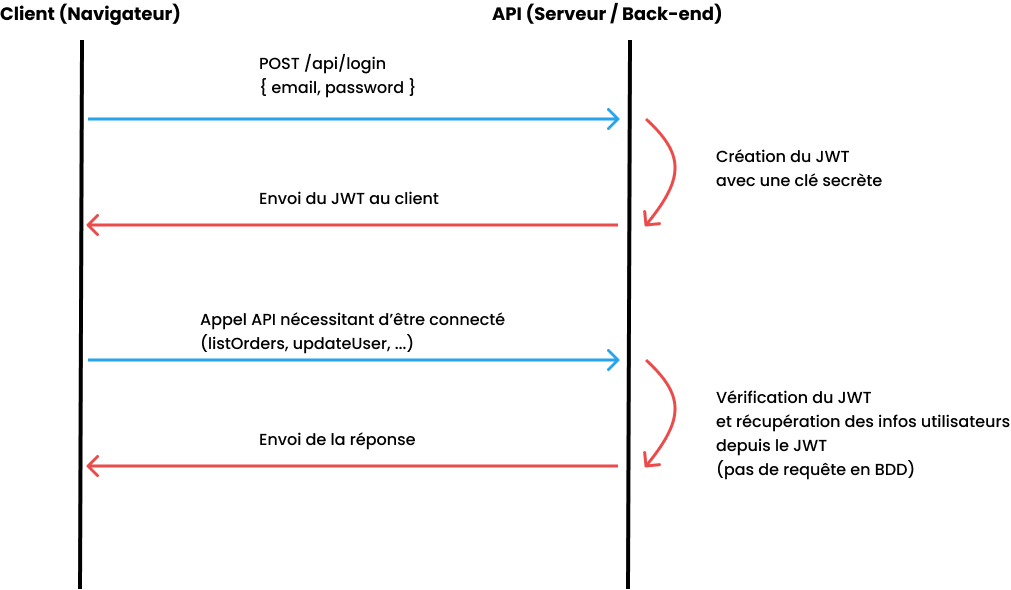 Client (Navigateur)
API (Serveur / Back-end)
POST /api/login
{ email, password }
Création du JWT
avec une clé secrète
Envoi du JWT au client
Appel API nécessitant d’être connecté
(listOrders, updateUser, ...)
Vérification du JWT
et récupération des infos utilisateurs
depuis le JWT
(pas de requête en BDD)
Envoi de la réponse